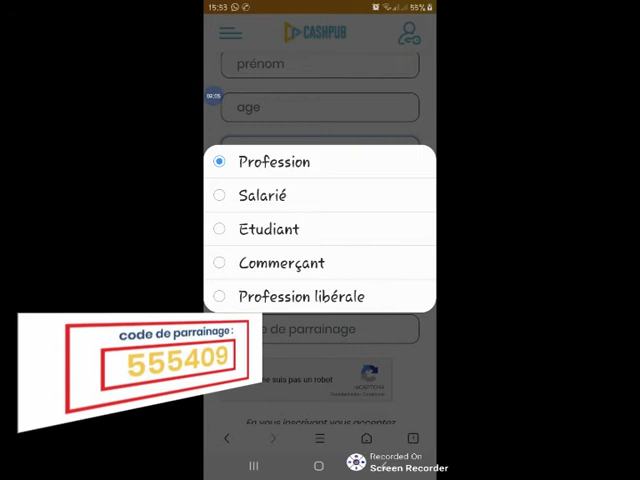 15:53
55%
CASHPUB
prénom
age
Profession
Salarié
Etudiant
Commerçant
Profession libérale
de parrainage
code de parrainage :
555409
ne suis pas un robot
reCAPTCHA
En vous inscrivant vous acceptez
Recorded On
Screen Recorder